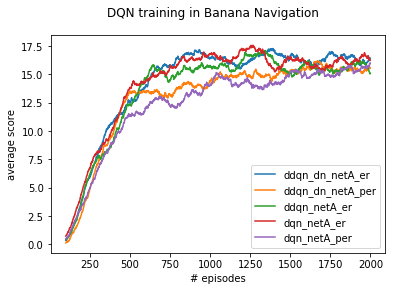 DQN training in Banana Navigation
17.5
15.0
12.5
10.0
7.5
5.0
2.5
0.0
average score
ddqn_dn_netA_er
ddqn_dn_netA_per
ddqn_netA_er
dqn_netA_er
dqn_netA_per
250 500 750 1000 1250 1500 1750 2000
# episodes